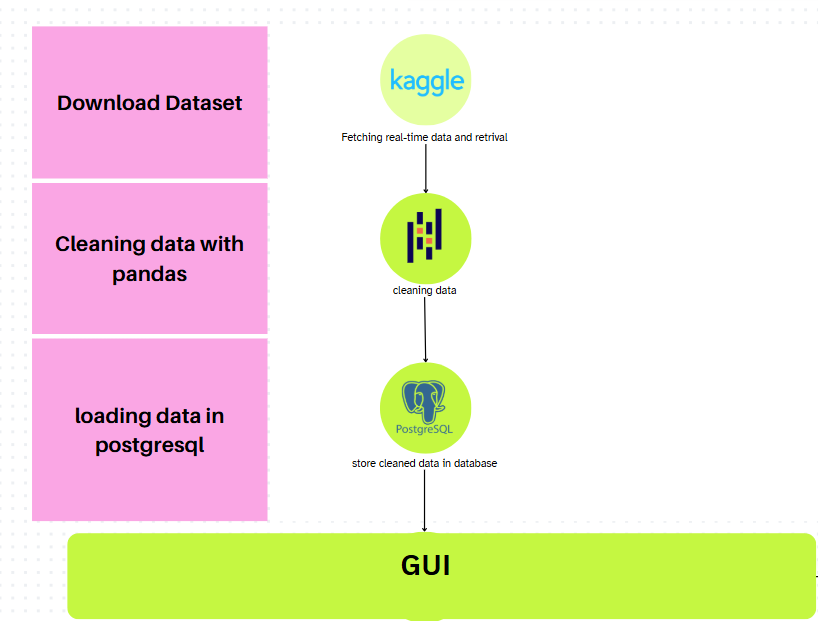 Download Dataset
kaggle
Fetching real-time data and retrival
Cleaning data with
pandas
cleaning data
loading data in
postgresql
PostgreSQL
store cleaned data in database
GUI